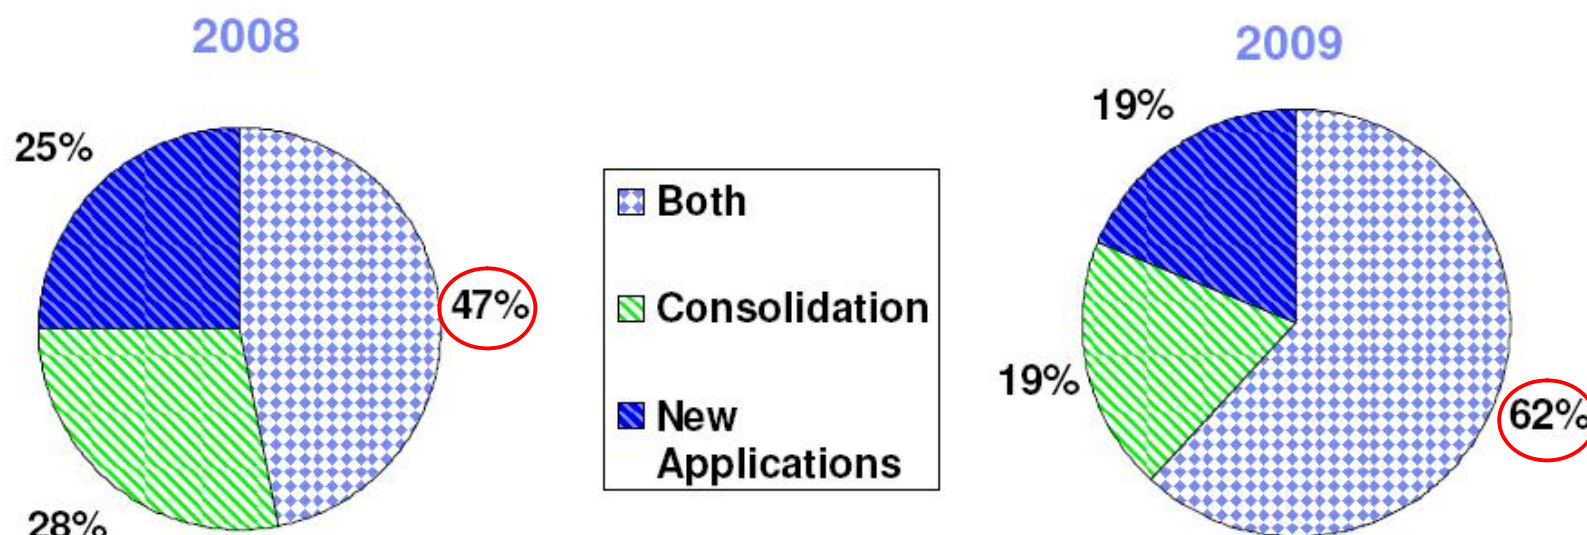 2008
2009
25%
47%
28%
Both
Consolidation
New
Applications
19%
19%
62%